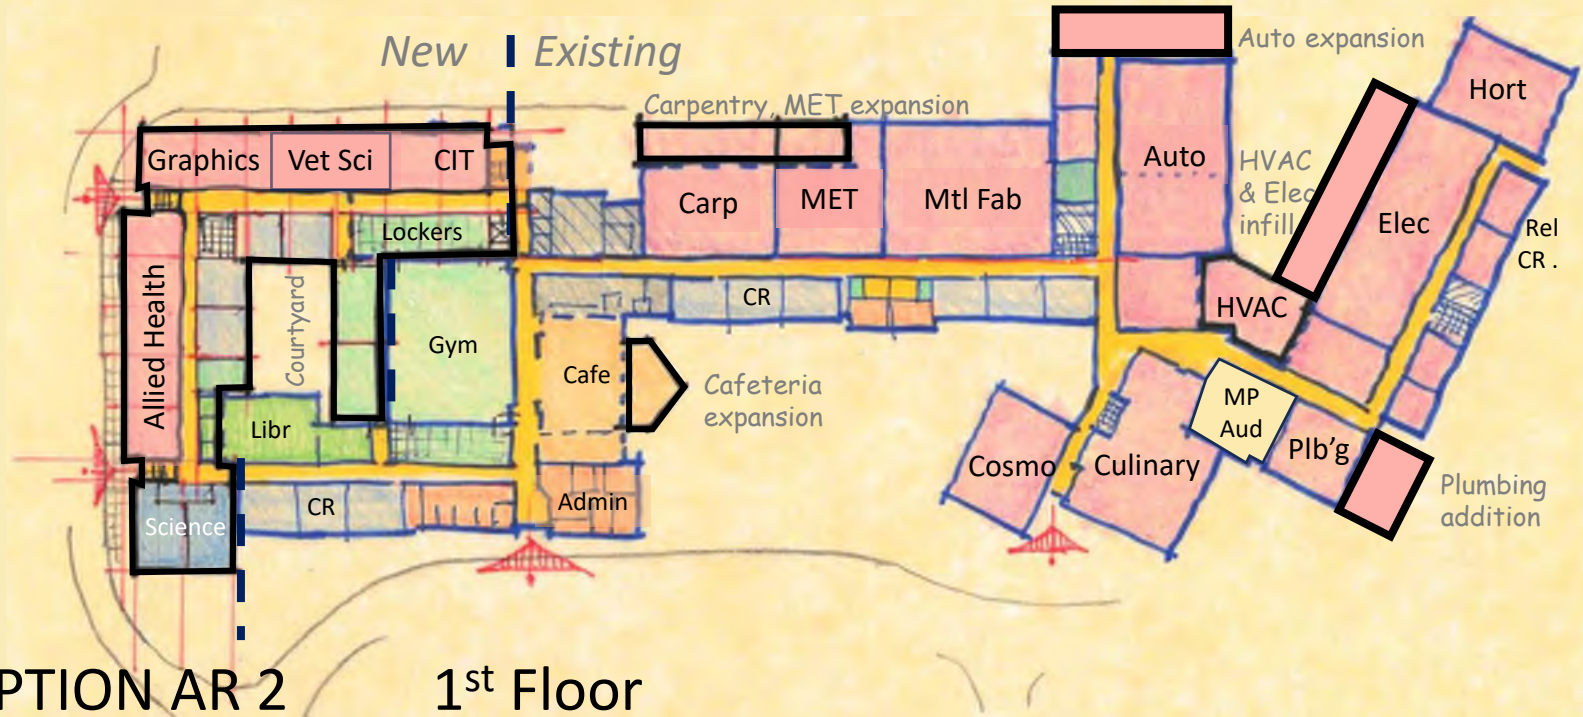 New Existing
Auto expansion
Carpentry, MET expansion
Hort
Graphics Vet Sci CIT
Auto
HVAC
& Elec
infill
Carp MET Mtl Fab
Elec
Lockers
Rel
CR .
Allied Health
Courtyard
CR
HVAC
Gym
Cafe
Cafeteria
expansion
MP
Aud
Libr
Plb'g
Cosmo Culinary
Plumbing
addition
Science
CR
Admin
PTION AR 2 1st Floor